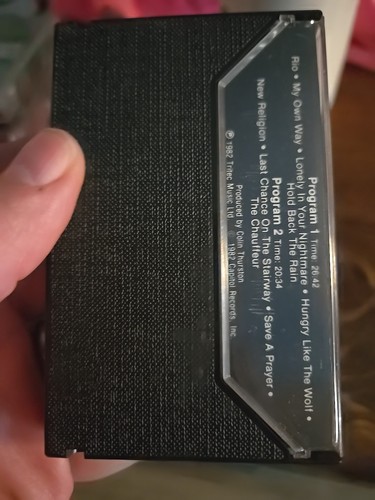 Program 1 Time: 26:42
Rio • My Own Way • Lonely In Your Nightmare • Hungry Like The Wolf •
Hold Back The Rain
Program 2 Time: 20:34
New Religion • Last Chance On The Stairway • Save A Prayer •
The Chauffeur
Produced by Colin Thurston
℗ 1982 Tritec Music Ltd © 1982 Capitol Records, Inc.